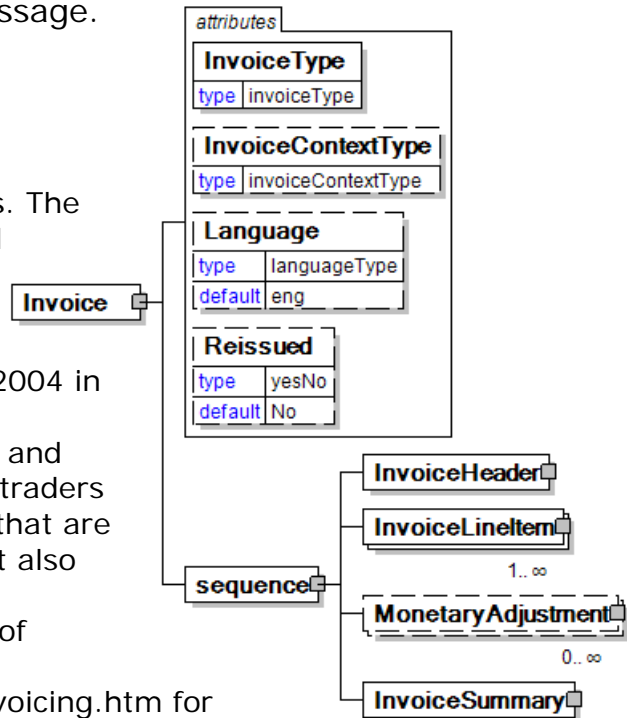 ssage.
s. The
2004 in
and
traders
that are
t also
of
voicing.htm for
attributes
InvoiceType
type invoiceType
InvoiceContextType
type invoiceContextType
Language
type languageType
default eng
Reissued
type yesNo
default No
Invoice
sequence
InvoiceHeader
InvoiceLineItem
1..∞
MonetaryAdjustment
0..∞
InvoiceSummary